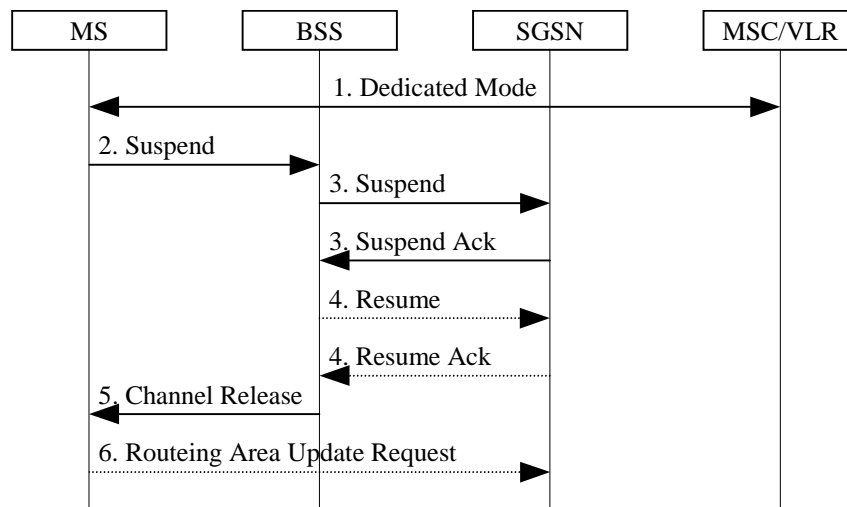 MS BSS SGSN MSC/VLR
1. Dedicated Mode
2. Suspend
3. Suspend
3. Suspend Ack
4. Resume
4. Resume Ack
5. Channel Release
6. Routeing Area Update Request